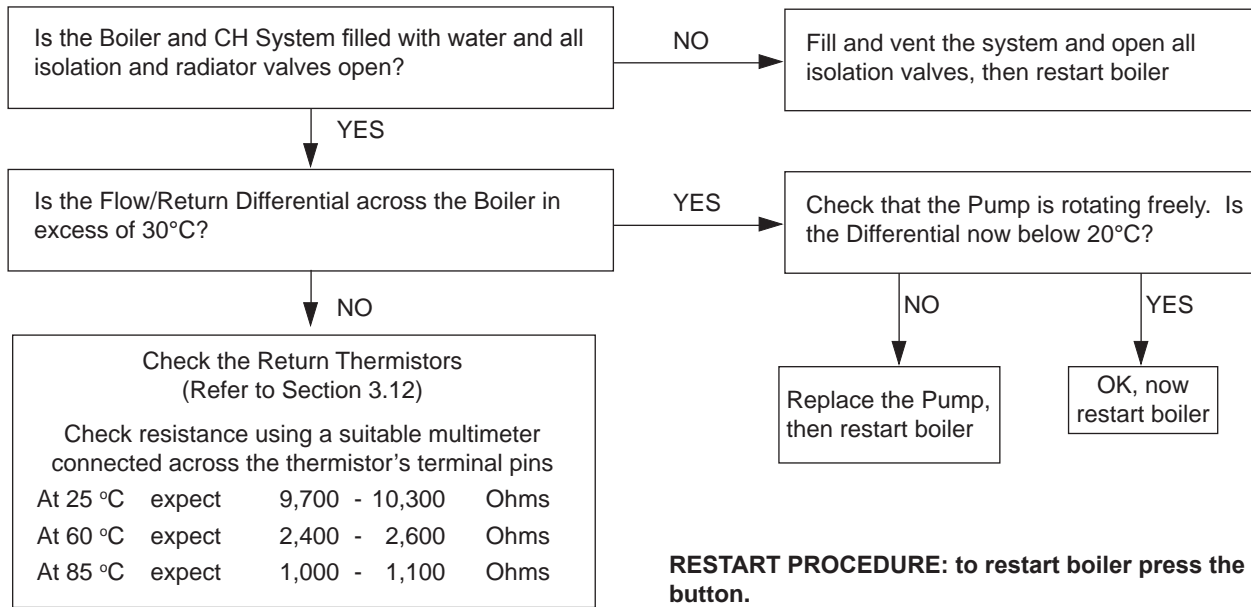 Is the Boiler and CH System filled with water and all
isolation and radiator valves open?
NO
Fill and vent the system and open all
isolation valves, then restart boiler
YES
Is the Flow/Return Differential across the Boiler in
excess of 30°C?
YES
Check that the Pump is rotating freely. Is
the Differential now below 20°C?
NO
NO
YES
Check the Return Thermistors
(Refer to Section 3.12)
Check resistance using a suitable multimeter
connected across the thermistor's terminal pins
At 25 °C expect 9,700 - 10,300 Ohms
At 60 °C expect 2,400 - 2,600 Ohms
At 85 °C expect 1,000 - 1,100 Ohms
Replace the Pump,
then restart boiler
OK, now
restart boiler
RESTART PROCEDURE: to restart boiler press the
button.